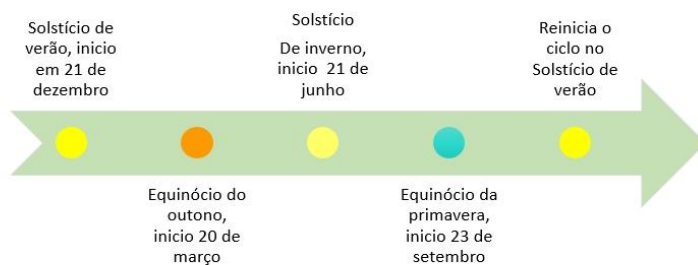 Solstício de
verão, inicio
em 21 de
dezembro
Equinócio do
outono,
inicio 20 de
março
Solstício
De inverno,
inicio 21 de
junho
Equinócio da
primavera,
inicio 23 de
setembro
Reinicia o
ciclo no
Solstício de
verão